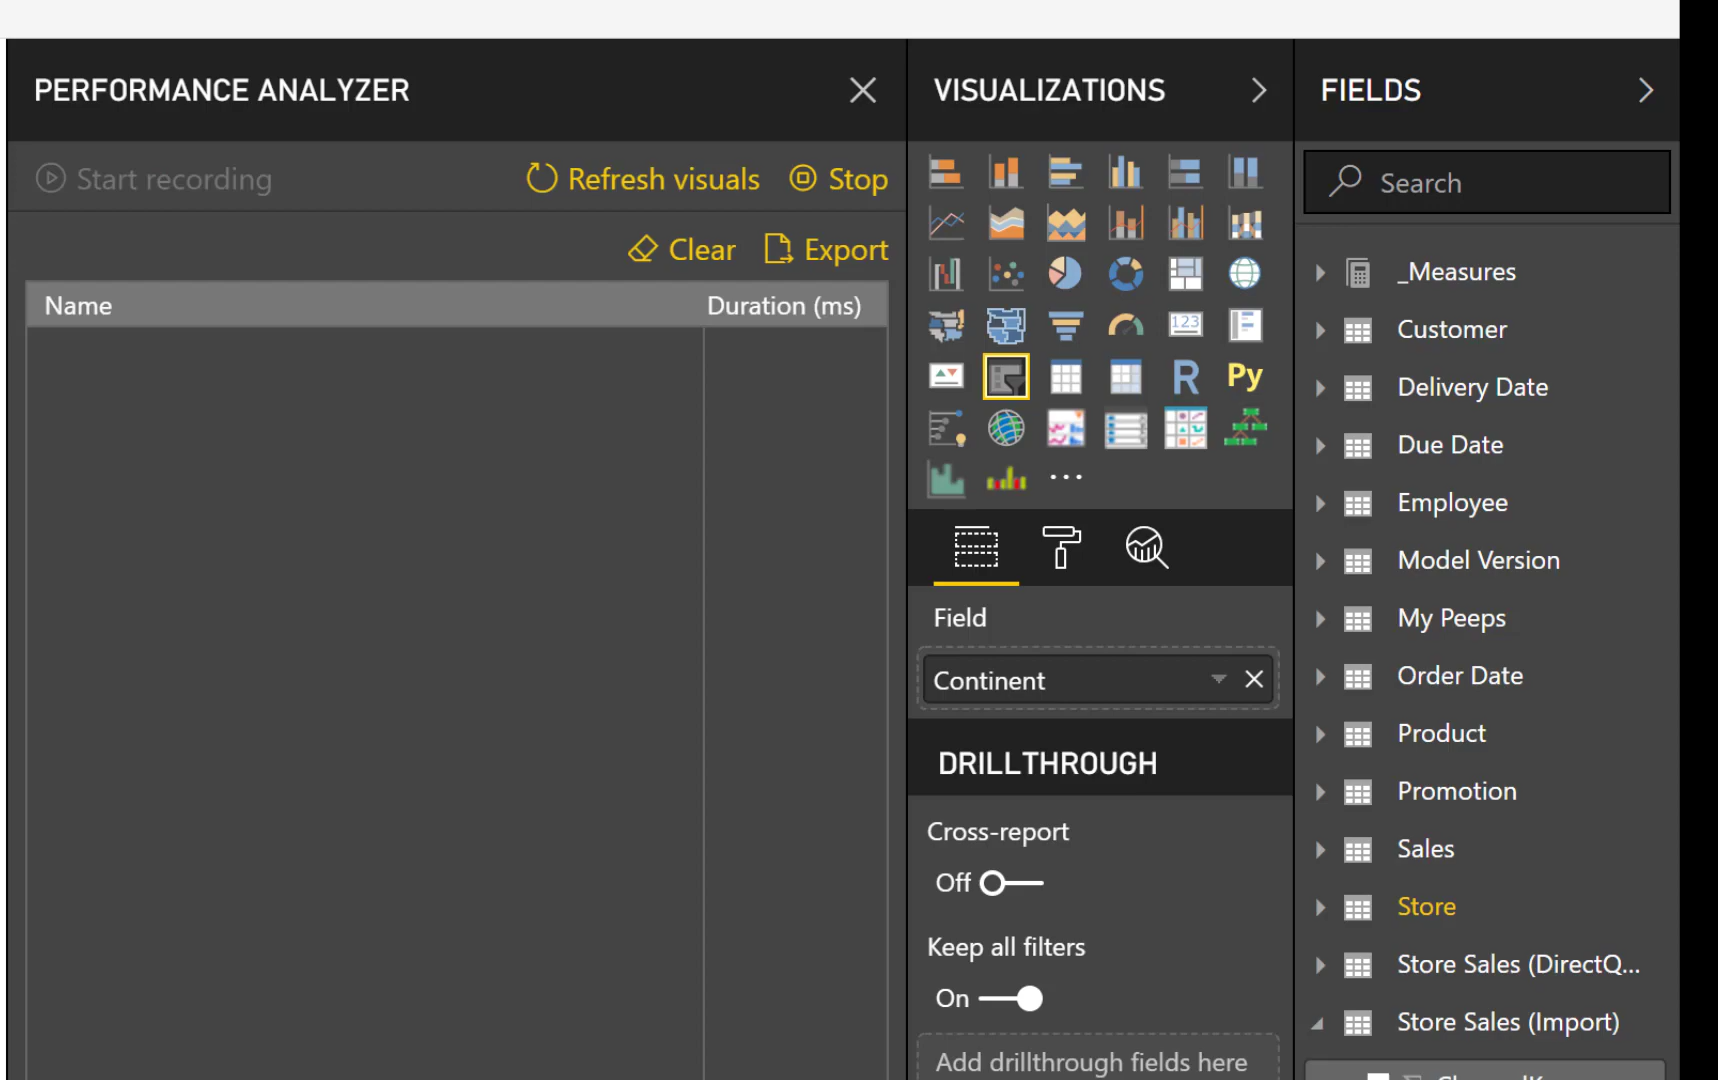 PERFORMANCE ANALYZER
Start recording
Refresh visuals
Stop
Clear
Export
Name
Duration (ms)
VISUALIZATIONS
123
R
Py
...
Field
Continent
DRILLTHROUGH
Cross-report
Off
Keep all filters
On
Add drillthrough fields here
FIELDS
Search
_Measures
Customer
Delivery Date
Due Date
Employee
Model Version
My Peeps
Order Date
Product
Promotion
Sales
Store
Store Sales (DirectQ...
Store Sales (Import)